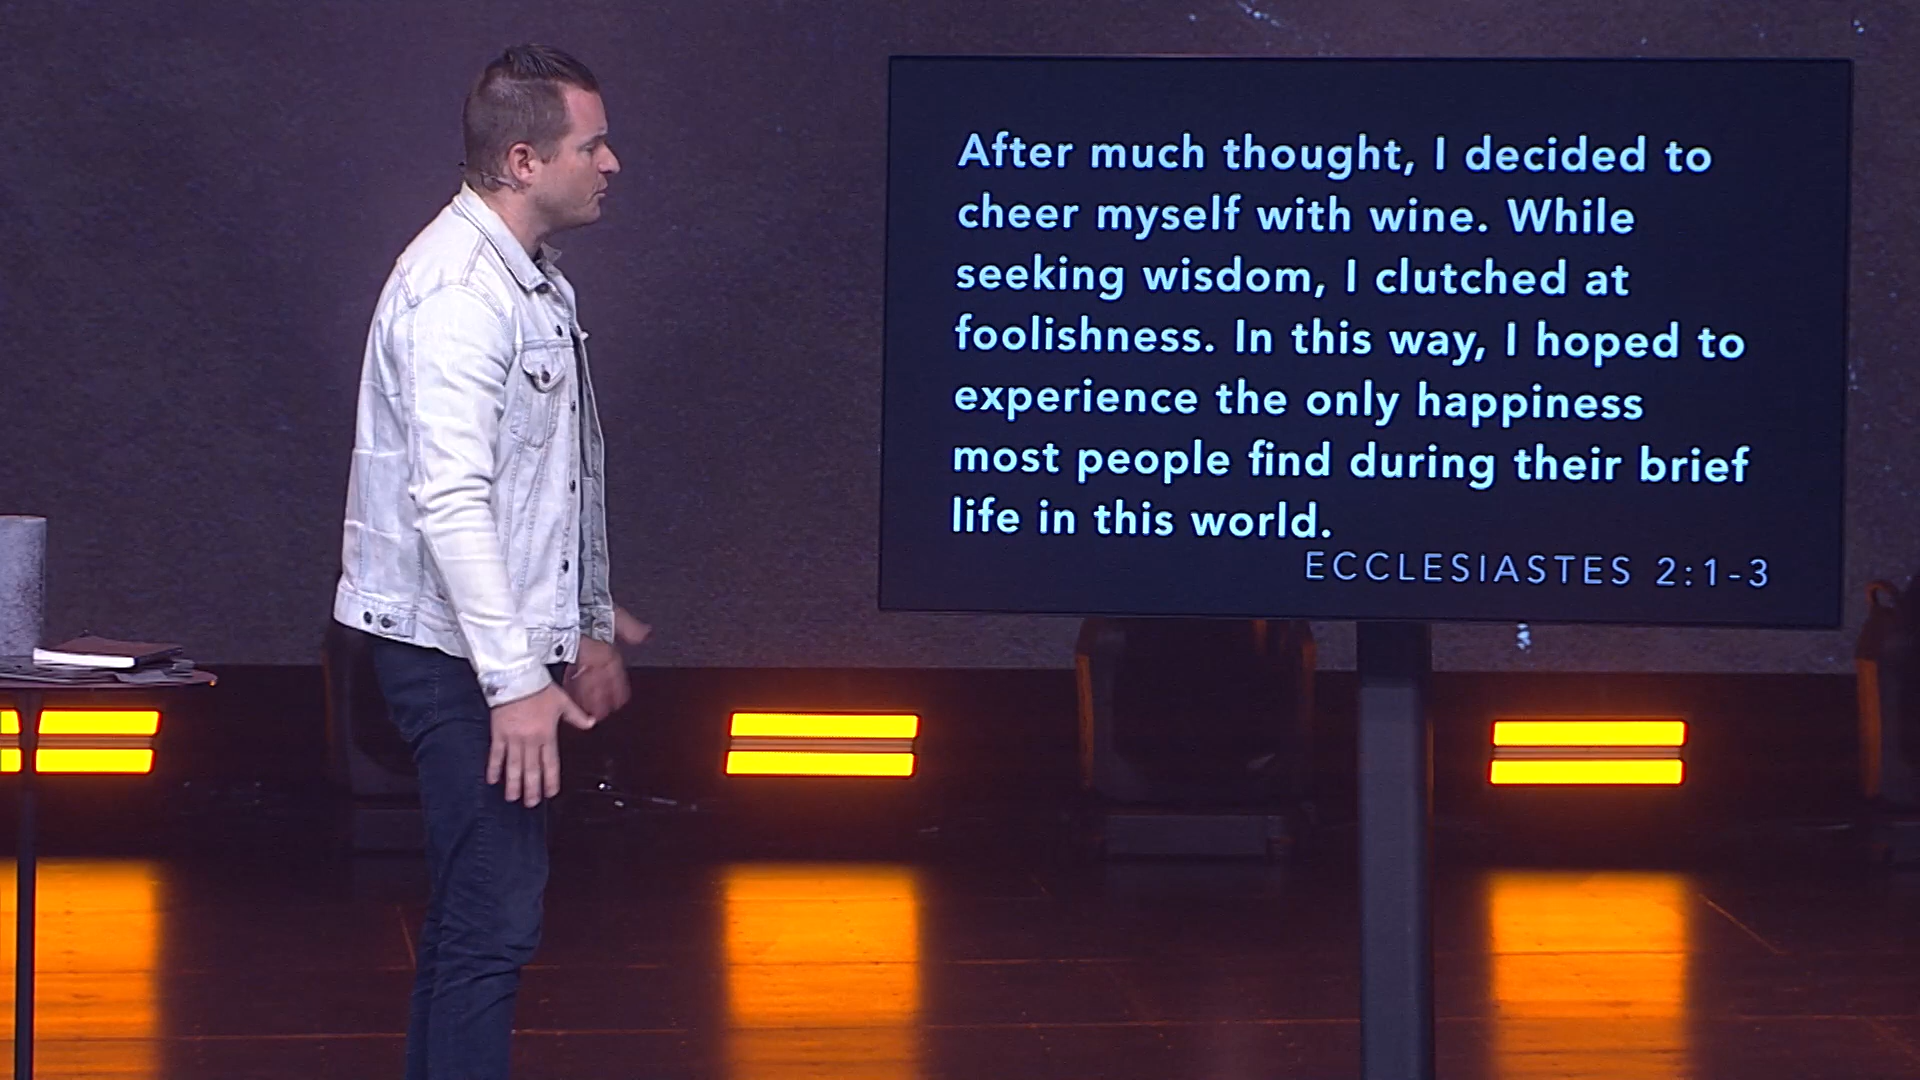 After much thought, I decided to
cheer myself with wine. While
seeking wisdom, I clutched at
foolishness. In this way, I hoped to
experience the only happiness
most people find during their brief
life in this world.
ECCLESIASTES 2:1-3